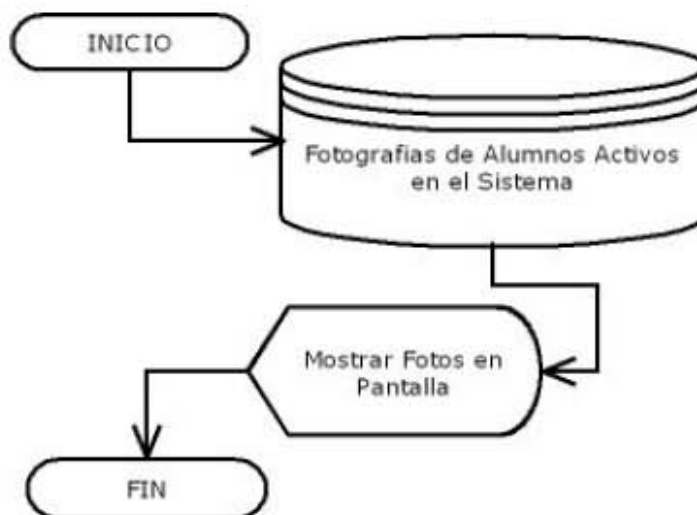 INICIO
Fotografias de Alumnos Activos
en el Sistema
Mostrar Fotos en
Pantalla
FIN